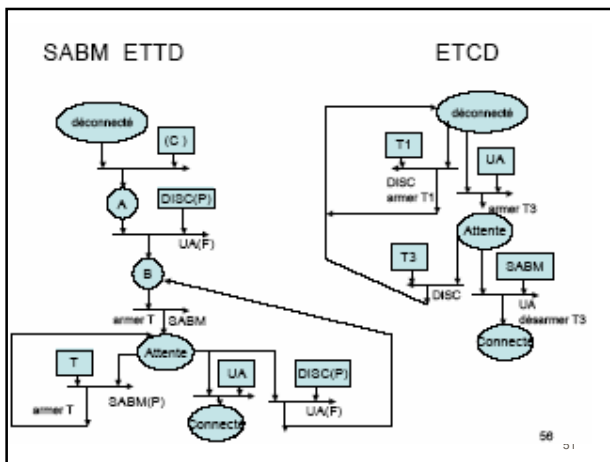 SABM ETTD
déconnecté
(C )
A
DISC(P)
UA(F)
B
armer T
SABM
Attente
T
UA
DISC(P)
SABM(P)
UA(F)
armer T
Connecté
ETCD
déconnecté
T1
UA
DISC
armer T1
armer T3
Attente
T3
SABM
DISC
UA
désarmer T3
Connecté
56
51